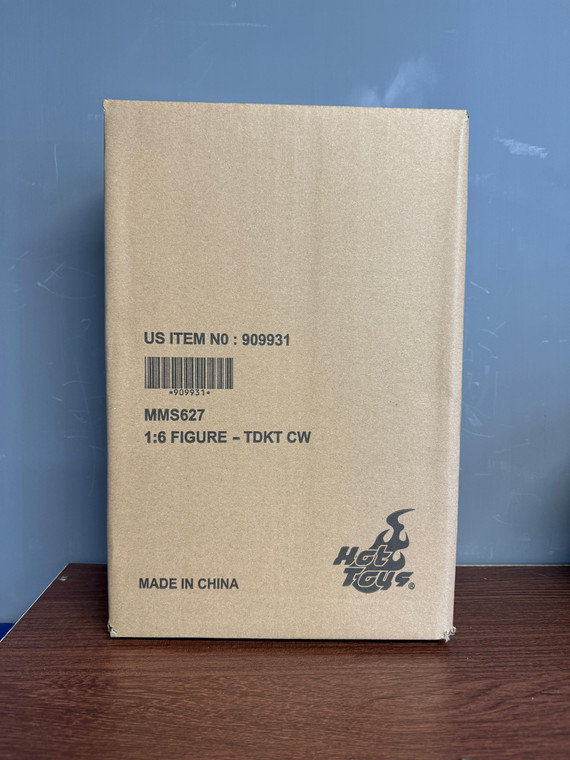 US ITEM N0 : 909931
*909931*
MMS627
1:6 FIGURE – TDKT CW
Hot
Toys®
MADE IN CHINA